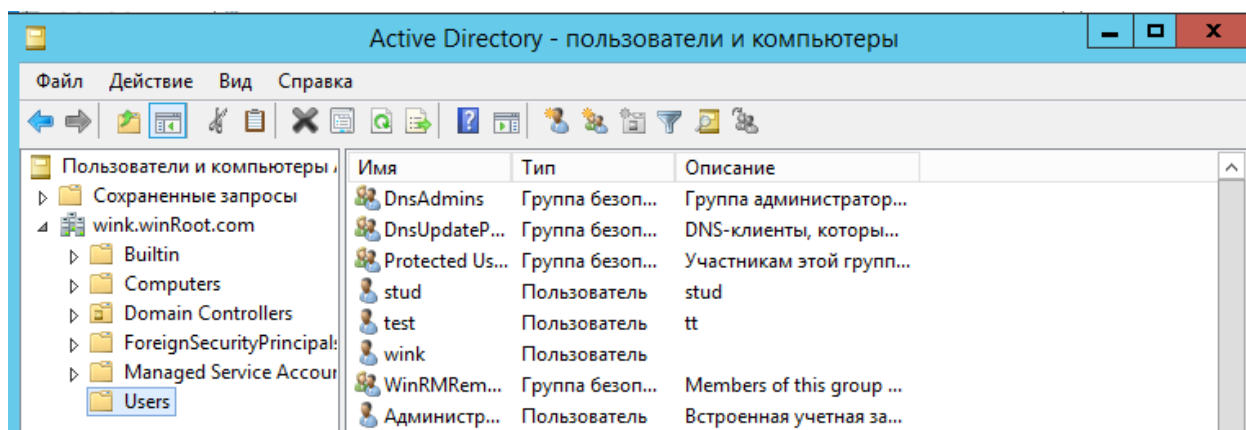 Active Directory - пользователи и компьютеры
Файл Действие Вид Справка
Пользователи и компьютеры
Имя Тип Описание
Сохраненные запросы
DnsAdmins Группа безоп... Группа администратор...
wink.winRoot.com
DnsUpdateP... Группа безоп... DNS-клиенты, которы...
Builtin
Protected Us... Группа безоп... Участникам этой групп...
Computers
stud Пользователь stud
Domain Controllers
test Пользователь tt
ForeignSecurityPrincipal
wink Пользователь
Managed Service Accour
WinRMRem... Группа безоп... Members of this group ...
Users
Администр... Пользователь Встроенная учетная за...